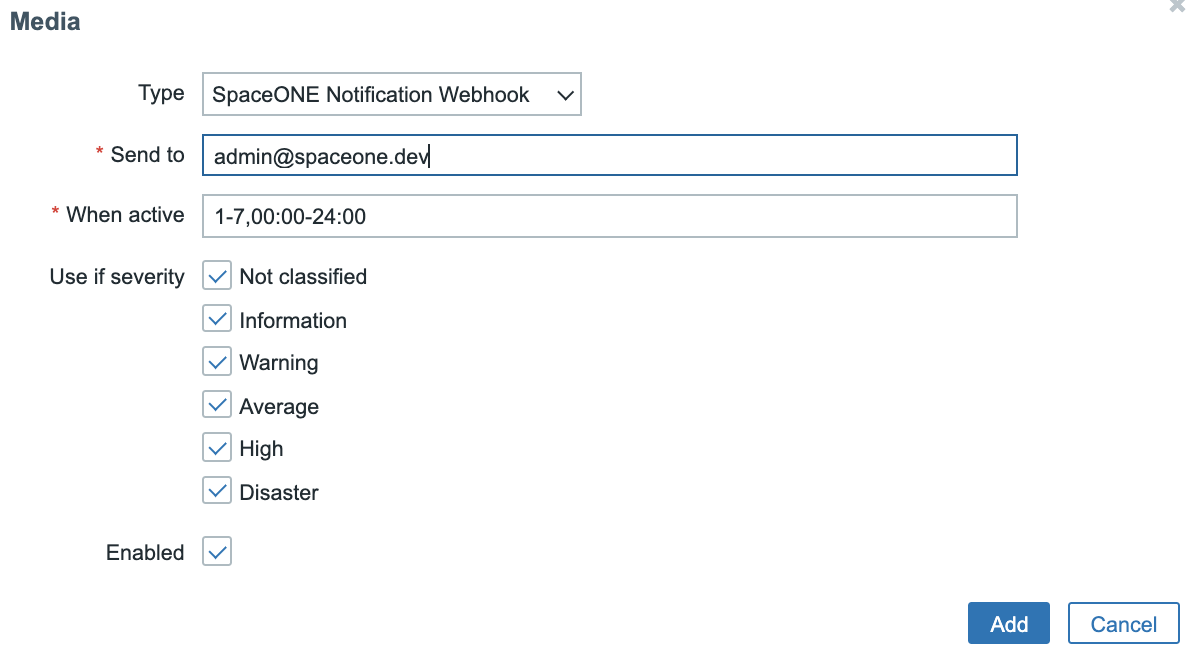 Media
Type SpaceONE Notification Webhook
* Send to admin@spaceone.dev
* When active 1-7,00:00-24:00
Use if severity Not classified
Information
Warning
Average
High
Disaster
Enabled
Add Cancel